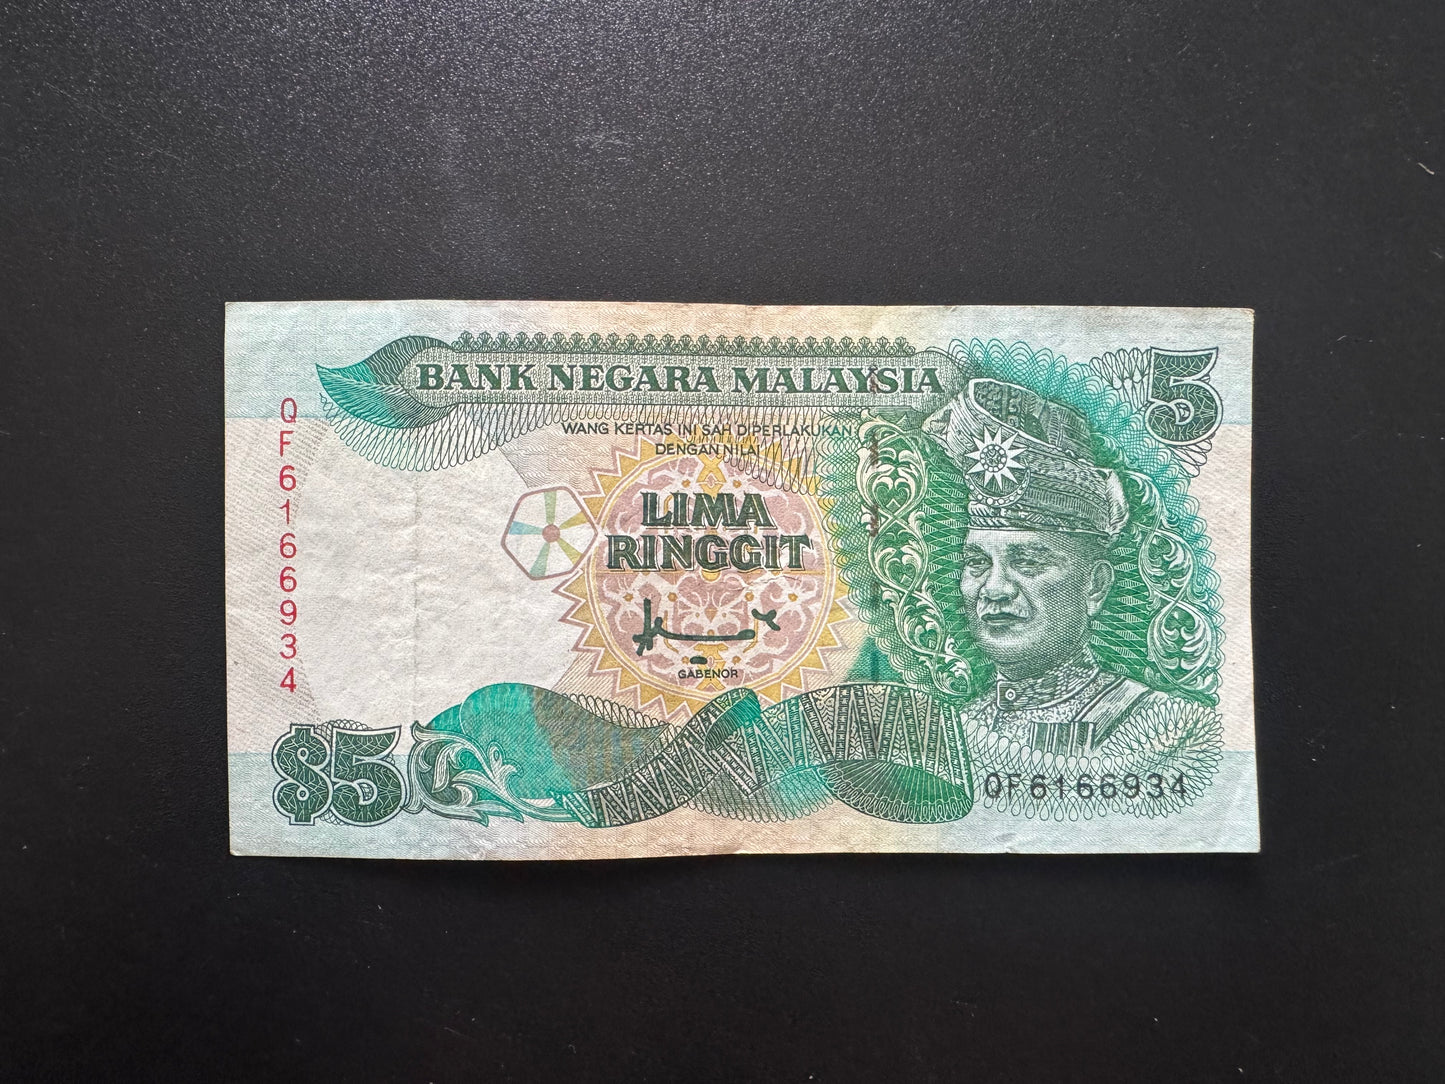 BANK NEGARA MALAYSIA
5
WANG KERTAS INI SAH DIPERLAKUKAN
DENGAN NILAI
LIMA
RINGGIT
GABENOR
QF6166934
$5
QF6166934